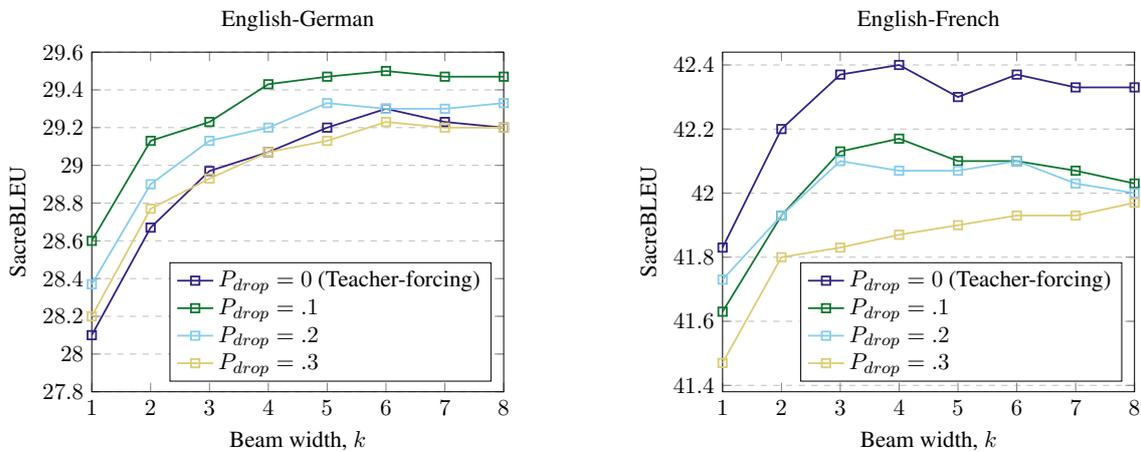 English-German
SacreBLEU
29.6
29.4
29.2
29
28.8
28.6
28.4
28.2
28
27.8
P_drop = 0 (Teacher-forcing)
P_drop = .1
P_drop = .2
P_drop = .3
1 2 3 4 5 6 7 8
Beam width, k
English-French
SacreBLEU
42.4
42.2
42
41.8
41.6
41.4
P_drop = 0 (Teacher-forcing)
P_drop = .1
P_drop = .2
P_drop = .3
1 2 3 4 5 6 7 8
Beam width, k